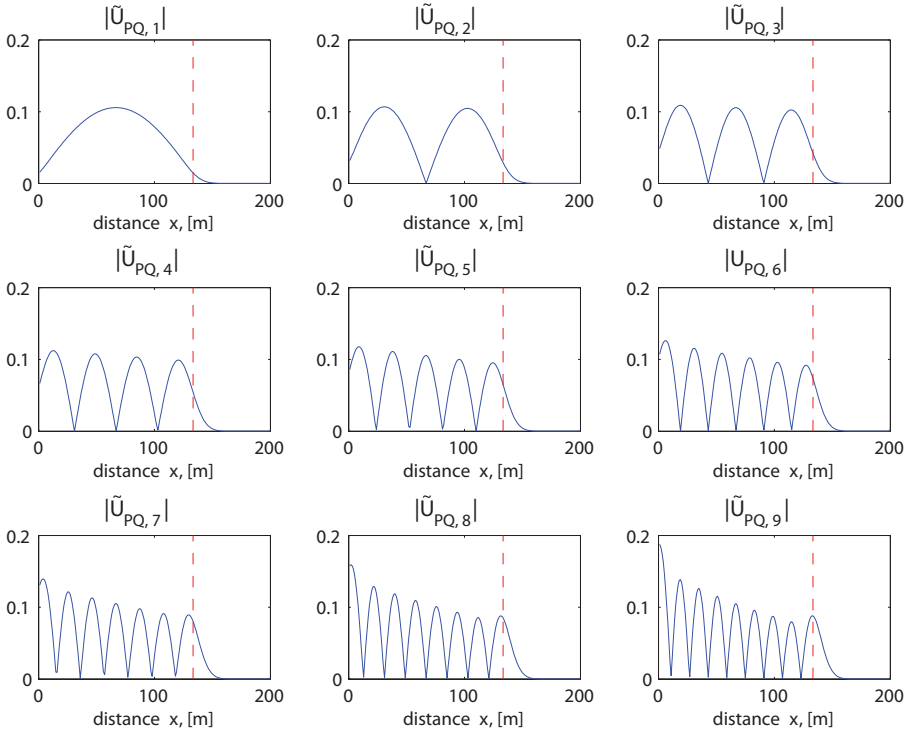 |Ũ_PQ, 1| |Ũ_PQ, 2| |Ũ_PQ, 3|
0.2 0.2 0.2
0.1 0.1 0.1
0 0 0
0 100 200 0 100 200 0 100 200
distance x, [m] distance x, [m] distance x, [m]
|Ũ_PQ, 4| |Ũ_PQ, 5| |U_PQ, 6|
0.2 0.2 0.2
0.1 0.1 0.1
0 0 0
0 100 200 0 100 200 0 100 200
distance x, [m] distance x, [m] distance x, [m]
|Ũ_PQ, 7| |Ũ_PQ, 8| |Ũ_PQ, 9|
0.2 0.2 0.2
0.1 0.1 0.1
0 0 0
0 100 200 0 100 200 0 100 200
distance x, [m] distance x, [m] distance x, [m]